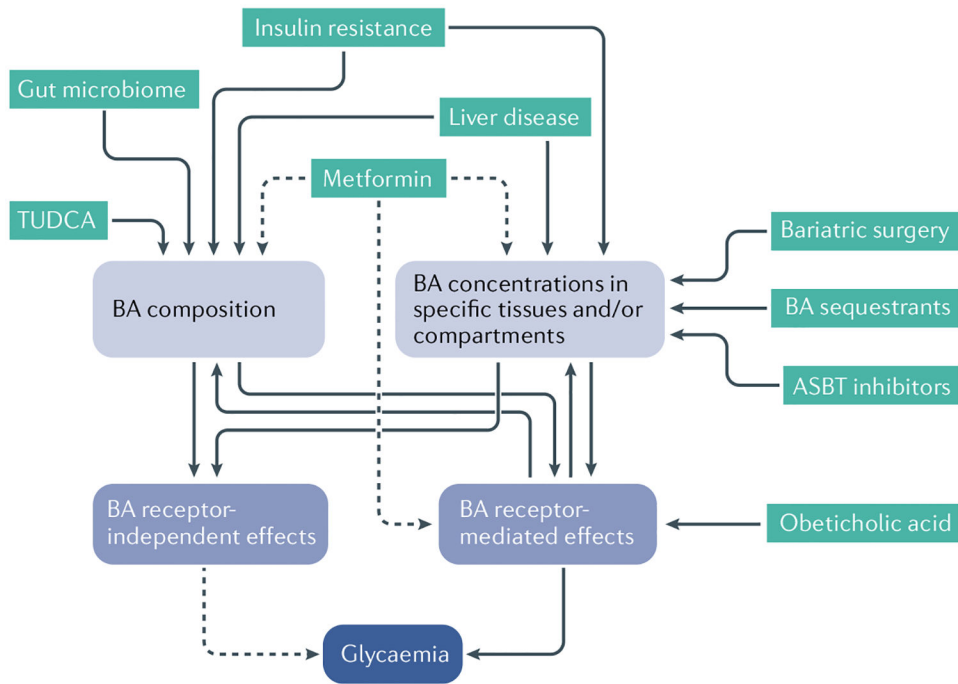 Insulin resistance
Gut microbiome
Liver disease
Metformin
TUDCA
Bariatric surgery
BA composition
BA concentrations in
specific tissues and/or
compartments
BA sequestrants
ASBT inhibitors
BA receptor-
independent effects
BA receptor-
mediated effects
Obeticholic acid
Glycaemia